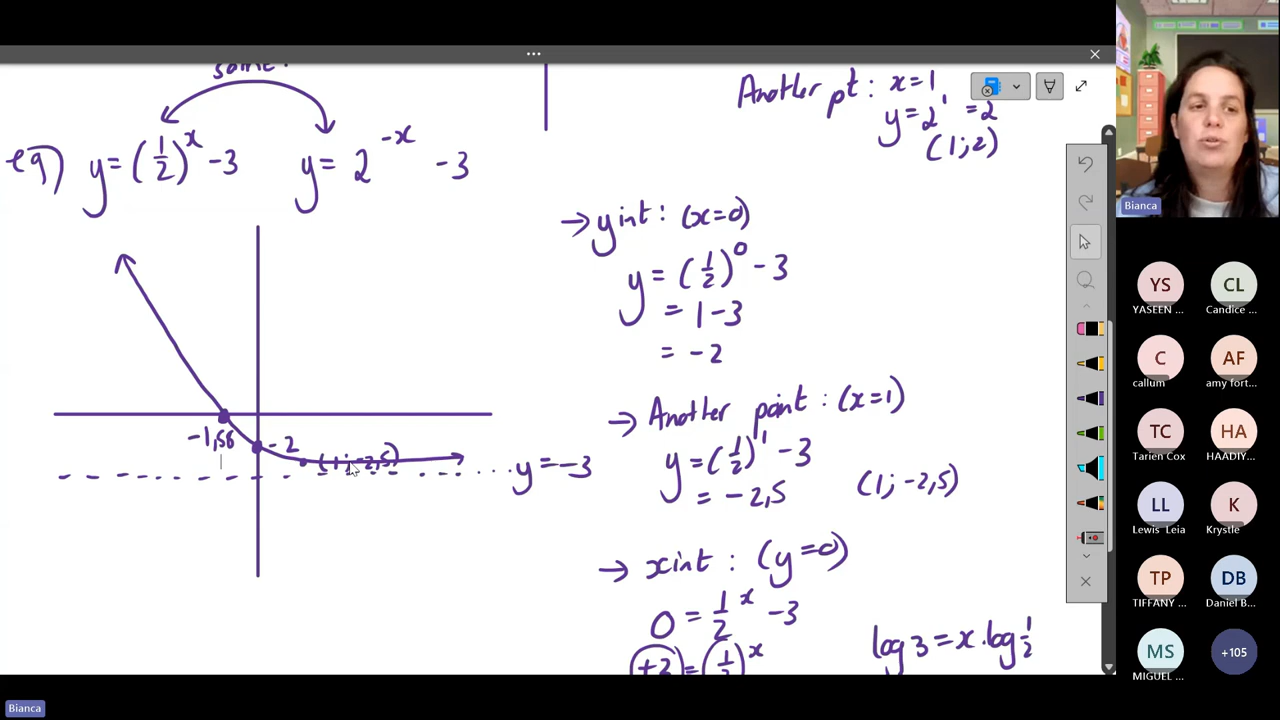 same!
Another pt: x=1
y=2^1 =2
(1;2)
eg) y=(1/2)^x -3 y= 2^-x -3
→ y int: (x=0)
y = (1/2)^0 -3
= 1-3
= -2
→ Another point: (x=1)
y=(1/2)^1 -3
= -2,5 (1; -2,5)
-1,58 -2
(1;-2,5)
y=-3
→ x int: (y=0)
0 = 1/2^x -3
+3 = (1/2)^x
log 3 = x.log 1/2
Bianca
YS CL
YASEEN ... Candice ...
C AF
callum amy fort...
TC HA
Tarien Cox HAADIY...
LL K
Lewis Leia Krystle
TP DB
TIFFANY ... Daniel B...
MS +105
MIGUEL ...
Bianca